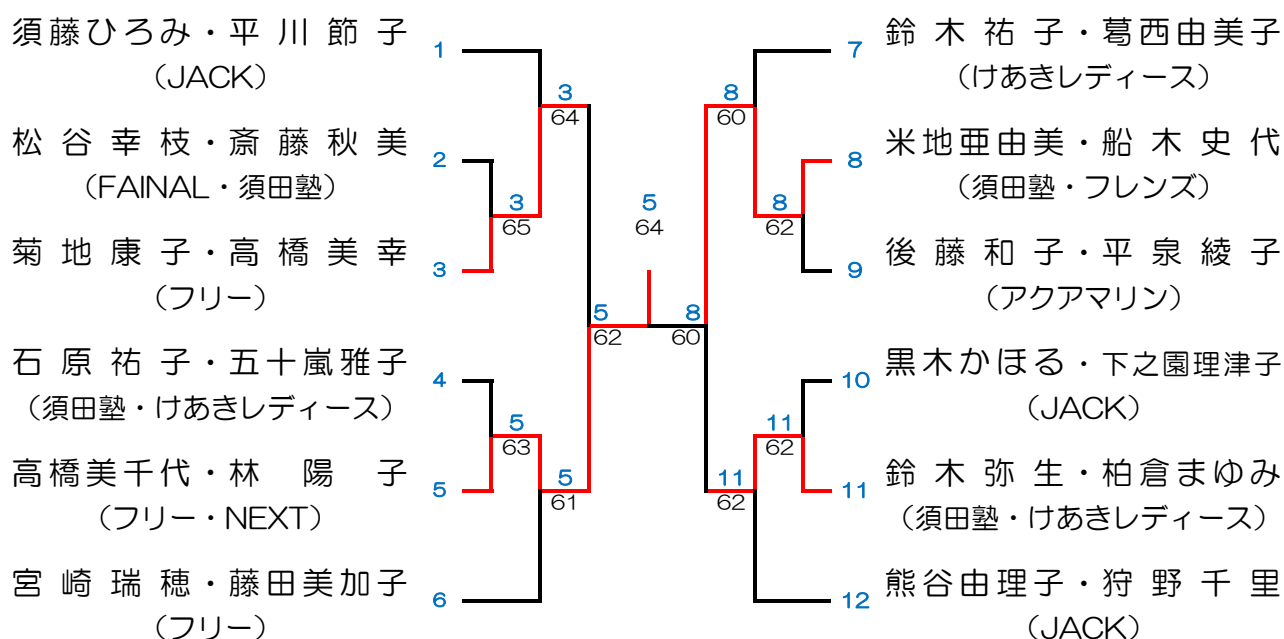 須藤ひろみ・平川節子
1
(JACK)
松谷幸枝・斎藤秋美
2
(FAINAL・須田塾)
菊地康子・高橋美幸
3
(フリー)
石原祐子・五十嵐雅子
4
(須田塾・けあきレディース)
高橋美千代・林 陽 子
5
(フリー・NEXT)
宮崎瑞穂・藤田美加子
6
(フリー)
3
64
3
65
5
63
5
61
5
62
5
64
8
60
8
60
8
62
11
62
11
62
7
鈴木祐子・葛西由美子
(けあきレディース)
8
米地亜由美・船木史代
(須田塾・フレンズ)
9
後藤和子・平泉綾子
(アクアマリン)
10
黒木かほる・下之園理津子
(JACK)
11
鈴木弥生・柏倉まゆみ
(須田塾・けあきレディース)
12
熊谷由理子・狩野千里
(JACK)